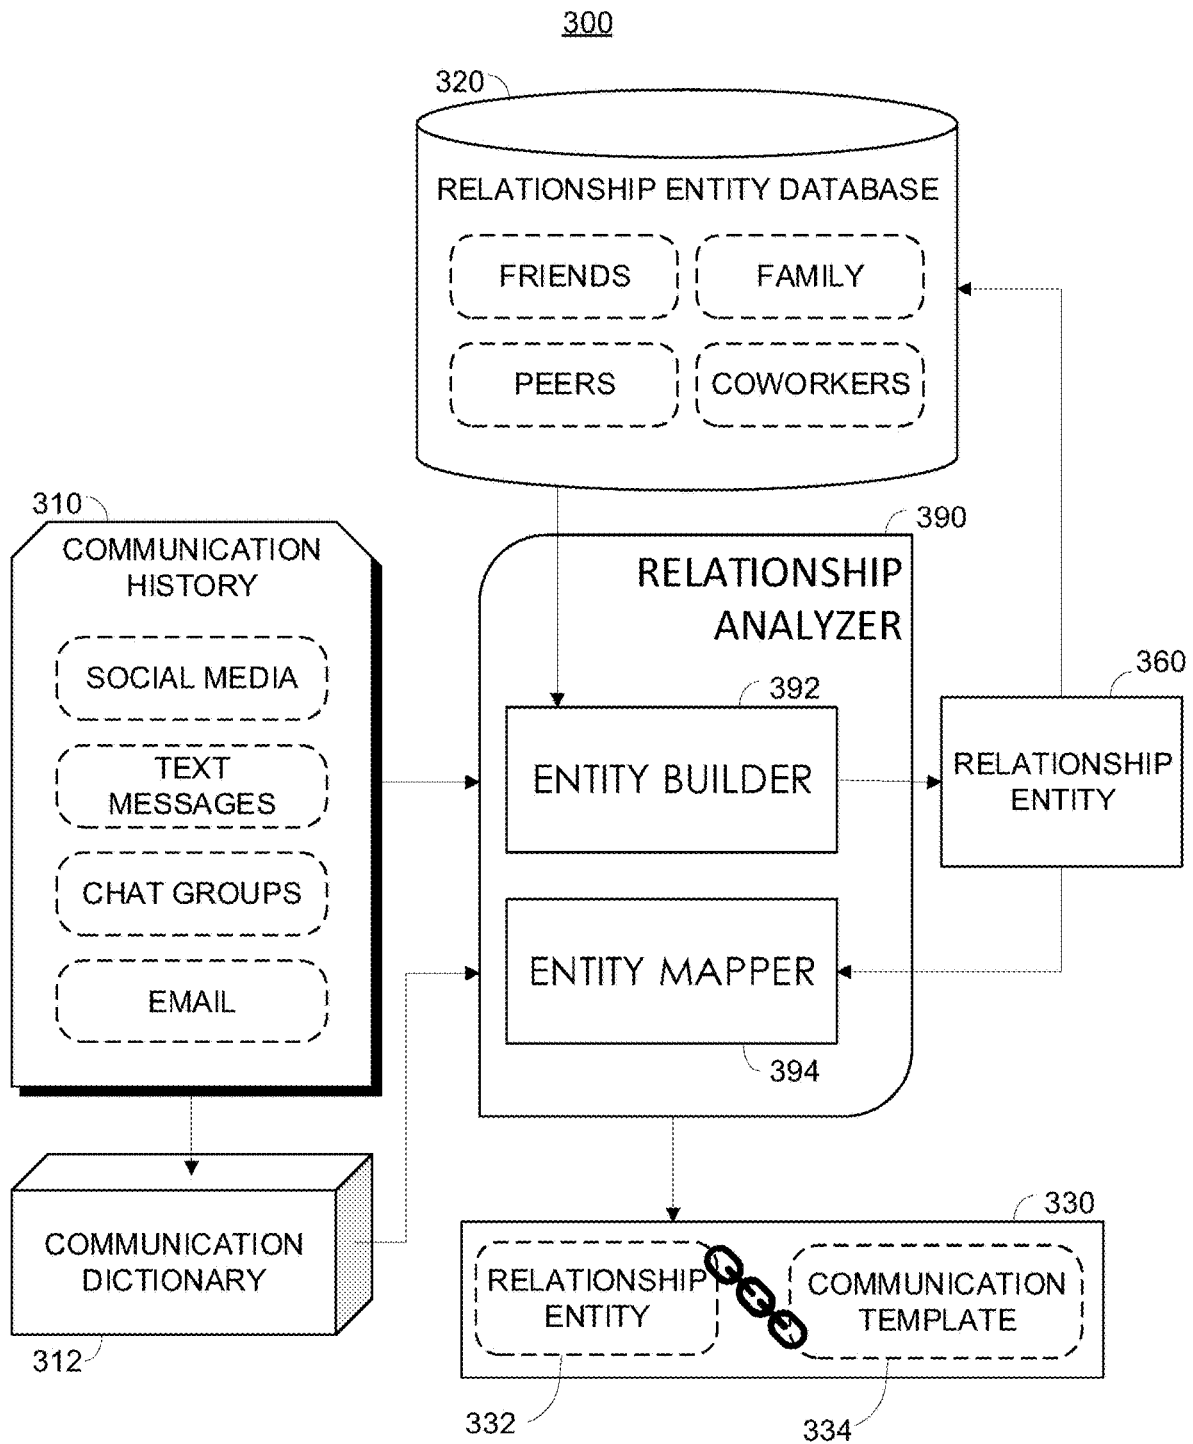 300
320
RELATIONSHIP ENTITY DATABASE
FRIENDS
FAMILY
PEERS
COWORKERS
310
COMMUNICATION
HISTORY
SOCIAL MEDIA
TEXT
MESSAGES
CHAT GROUPS
EMAIL
390
RELATIONSHIP
ANALYZER
392
ENTITY BUILDER
ENTITY MAPPER
394
360
RELATIONSHIP
ENTITY
COMMUNICATION
DICTIONARY
312
330
RELATIONSHIP
ENTITY
COMMUNICATION
TEMPLATE
332
334